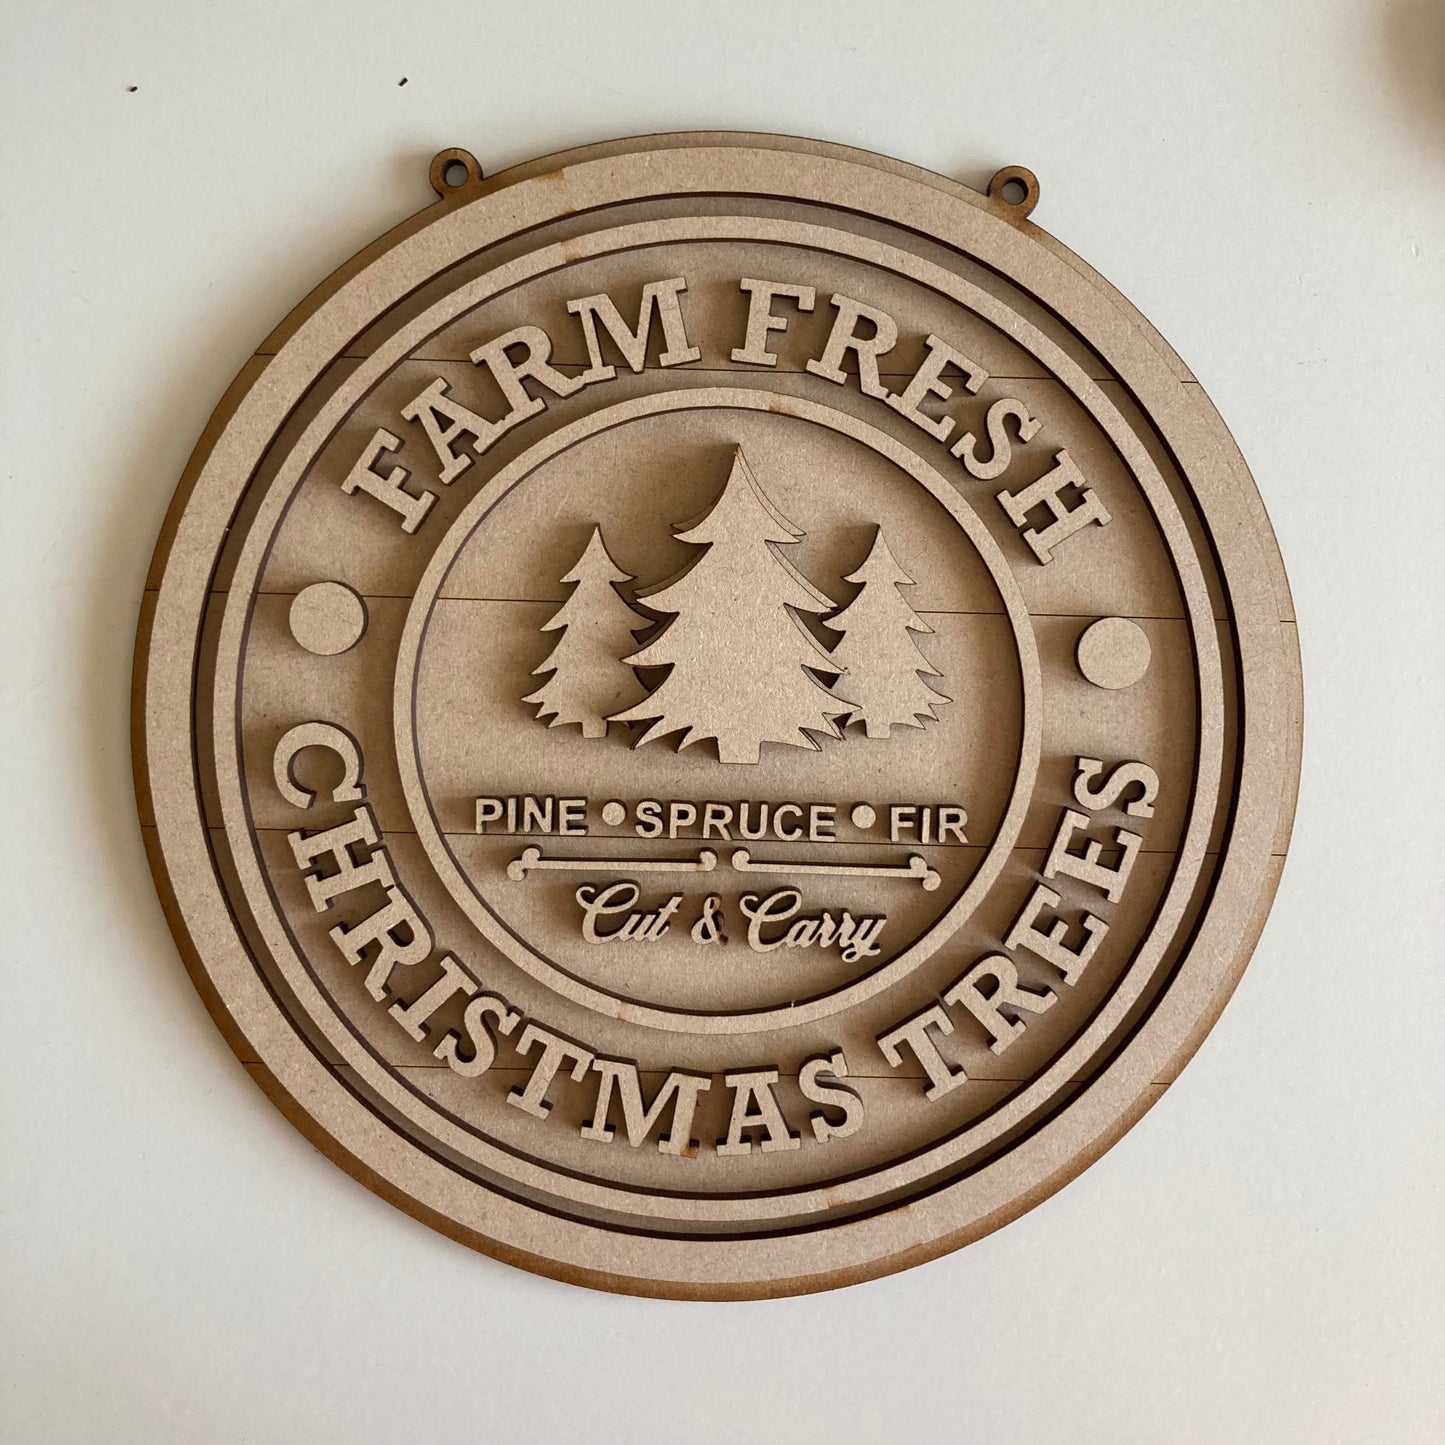 FARM FRESH
PINE • SPRUCE • FIR
Cut & Carry
CHRISTMAS TREES